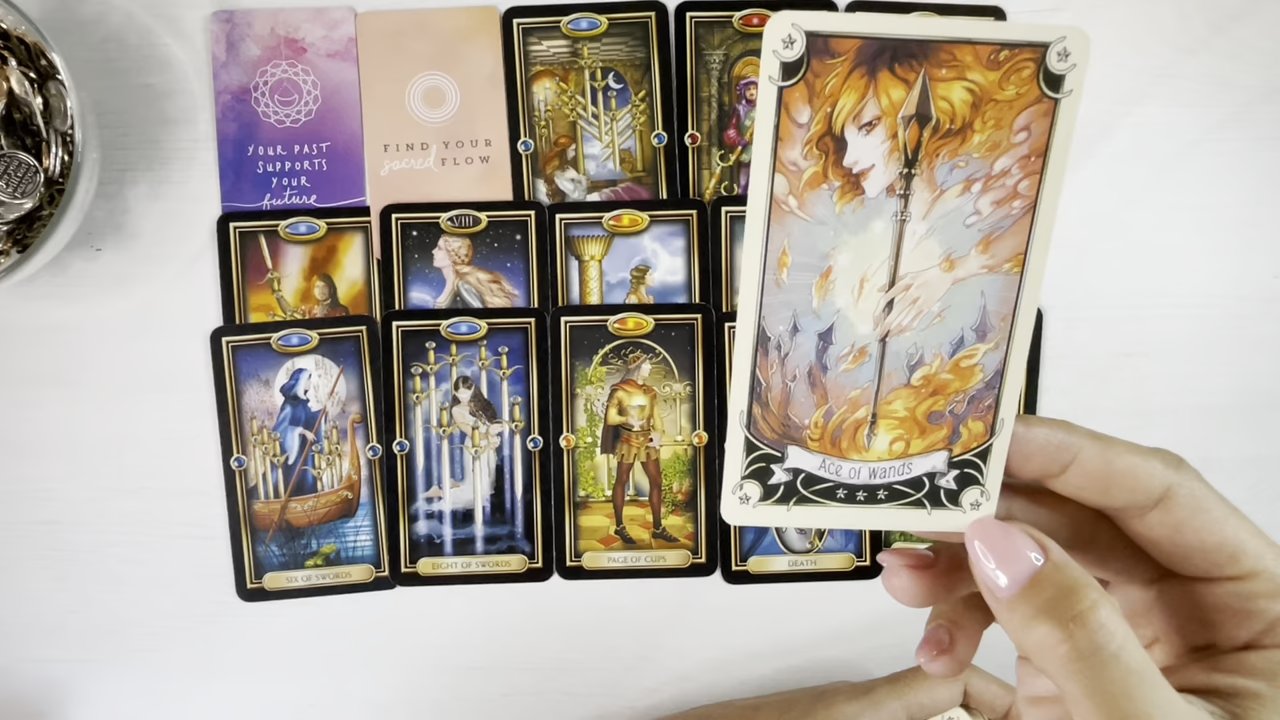 YOUR PAST
SUPPORTS
YOUR
future
FIND YOUR
sacred FLOW
VIII
Ace of Wands
SIX OF SWORDS
EIGHT OF SWORDS
PAGE OF CUPS
DEATH